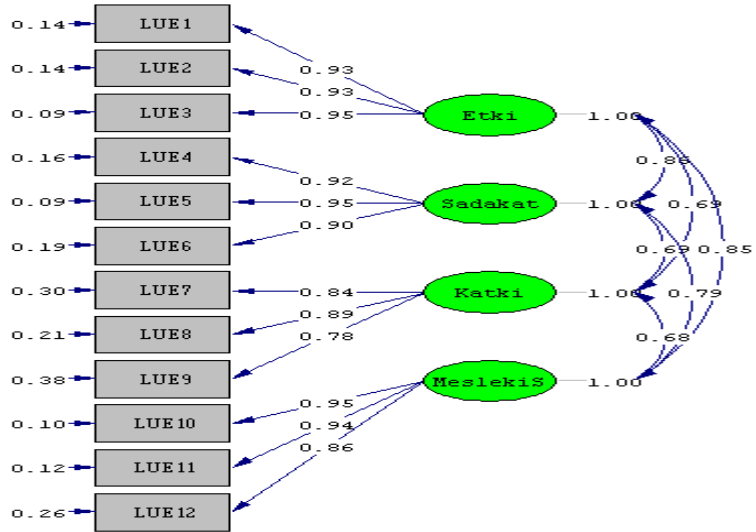 0.14 LUE1
0.14 LUE2 0.93
0.93
0.09 LUE3 0.95 Etki 1.00
0.16 LUE4 0.86
0.92
0.09 LUE5 0.95 Sadakat 1.00 0.69
0.90
0.19 LUE6 0.69 0.85
0.30 LUE7 0.84 Katki 1.00 0.79
0.89
0.21 LUE8 0.78 0.68
0.38 LUE9 MeslekiS 1.00
0.95
0.10 LUE10 0.94
0.86
0.12 LUE11
0.26 LUE12